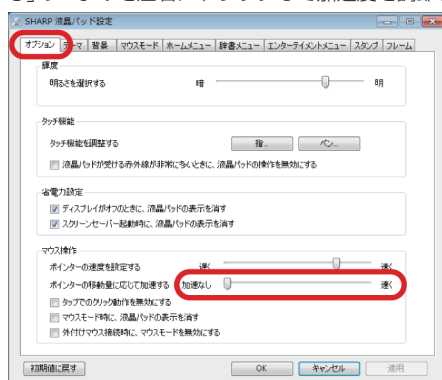 SHARP 液晶パッド設定
オプション テーマ 背景 マウスモード ホームメニュー 辞書メニュー エンターテイメントメニュー スタンプ フレーム
輝度
明るさを選択する 暗 明
タッチ機能
タッチ機能を調整する 指... ペン...
液晶パッドが受ける赤外線が非常に多いときに、液晶パッドの操作を無効にする
省電力設定
ディスプレイがオフのときに、液晶パッドの表示を消す
スクリーンセーバー起動時に、液晶パッドの表示を消す
マウス操作
ポインターの速度を設定する 遅く 速く
ポインターの移動量に応じて加速する 加速なし 速く
タップでのクリック動作を無効にする
マウスモード時に、液晶パッドの表示を消す
外付けマウス接続時に、マウスモードを無効にする
初期値に戻す OK キャンセル 適用